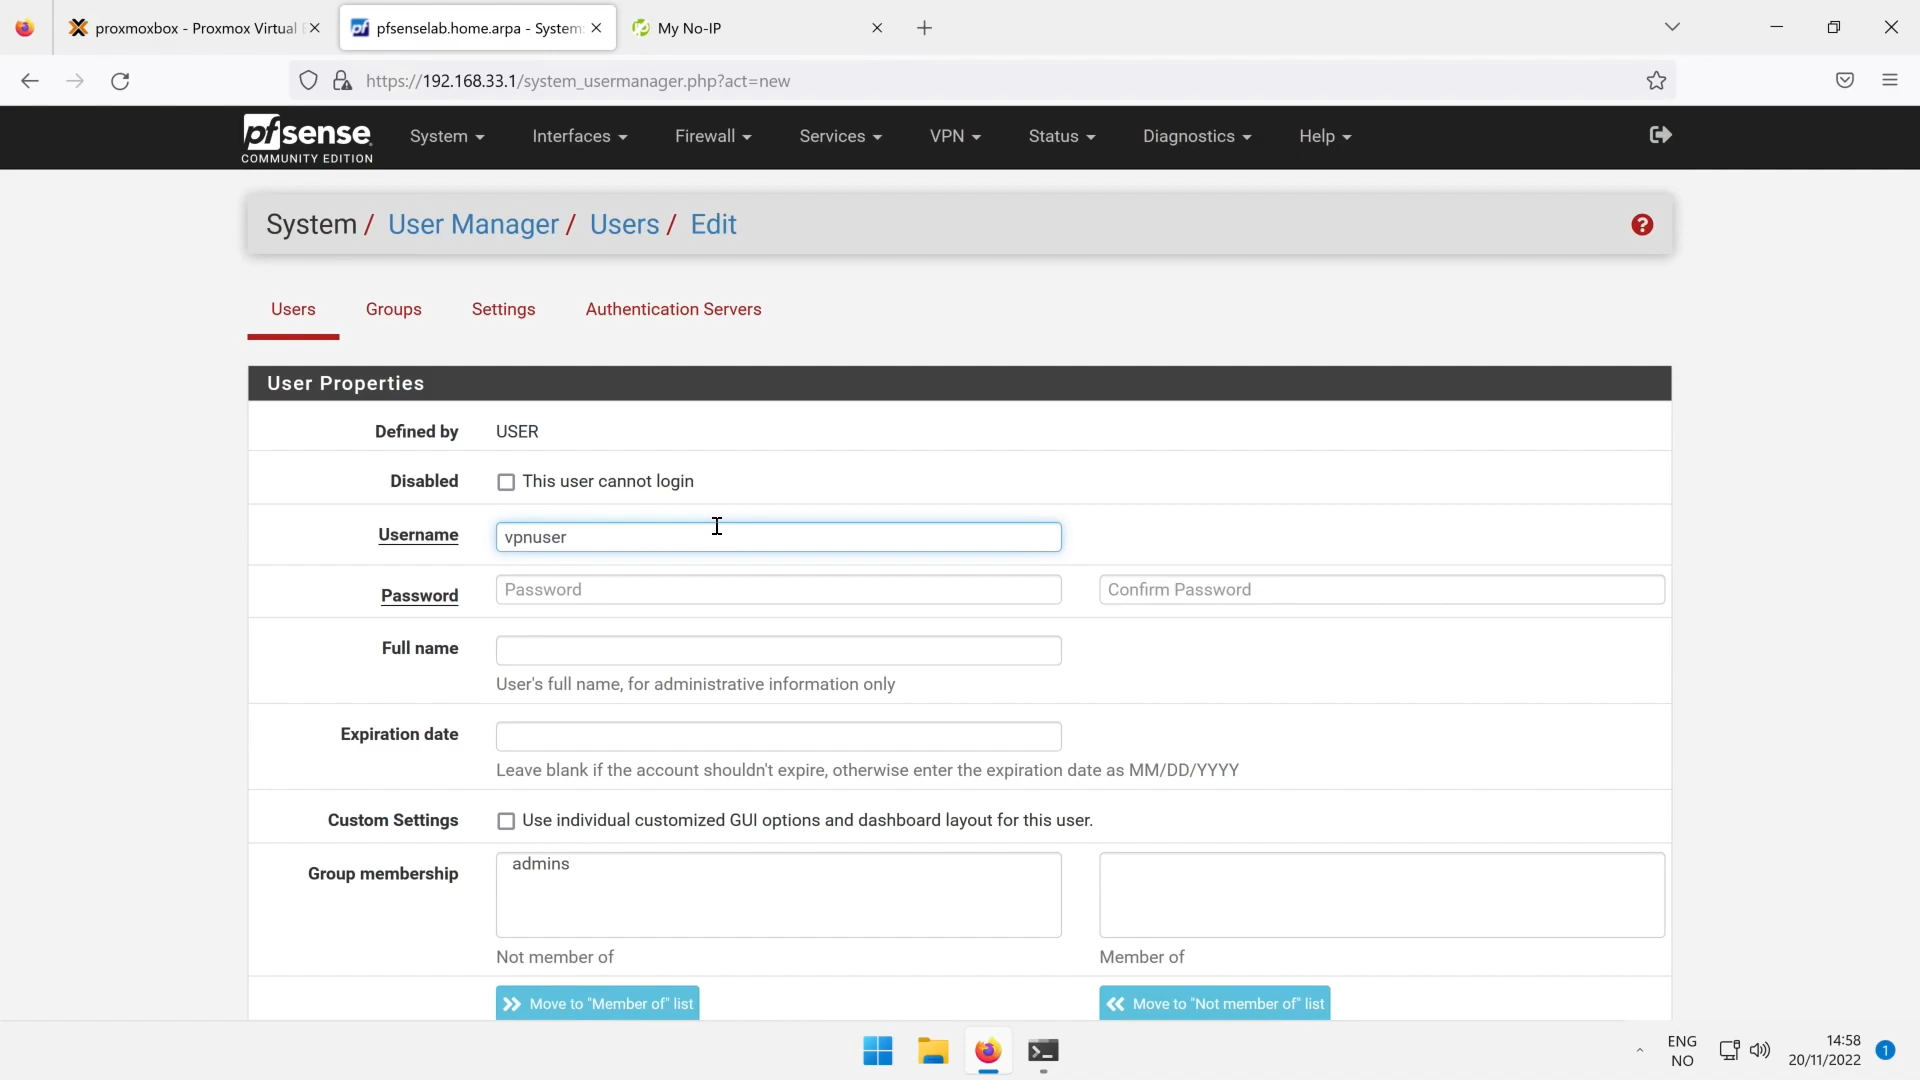 proxmoxbox - Proxmox Virtual
pfsenselab.home.arpa - System:
My No-IP
https://192.168.33.1/system_usermanager.php?act=new
pfsense
COMMUNITY EDITION
System
Interfaces
Firewall
Services
VPN
Status
Diagnostics
Help
System / User Manager / Users / Edit
Users
Groups
Settings
Authentication Servers
User Properties
Defined by
USER
Disabled
This user cannot login
Username
vpnuser
Password
Password
Confirm Password
Full name
User's full name, for administrative information only
Expiration date
Leave blank if the account shouldn't expire, otherwise enter the expiration date as MM/DD/YYYY
Custom Settings
Use individual customized GUI options and dashboard layout for this user.
Group membership
admins
Not member of
Member of
Move to "Member of" list
Move to "Not member of" list
ENG
NO
14:58
20/11/2022
1